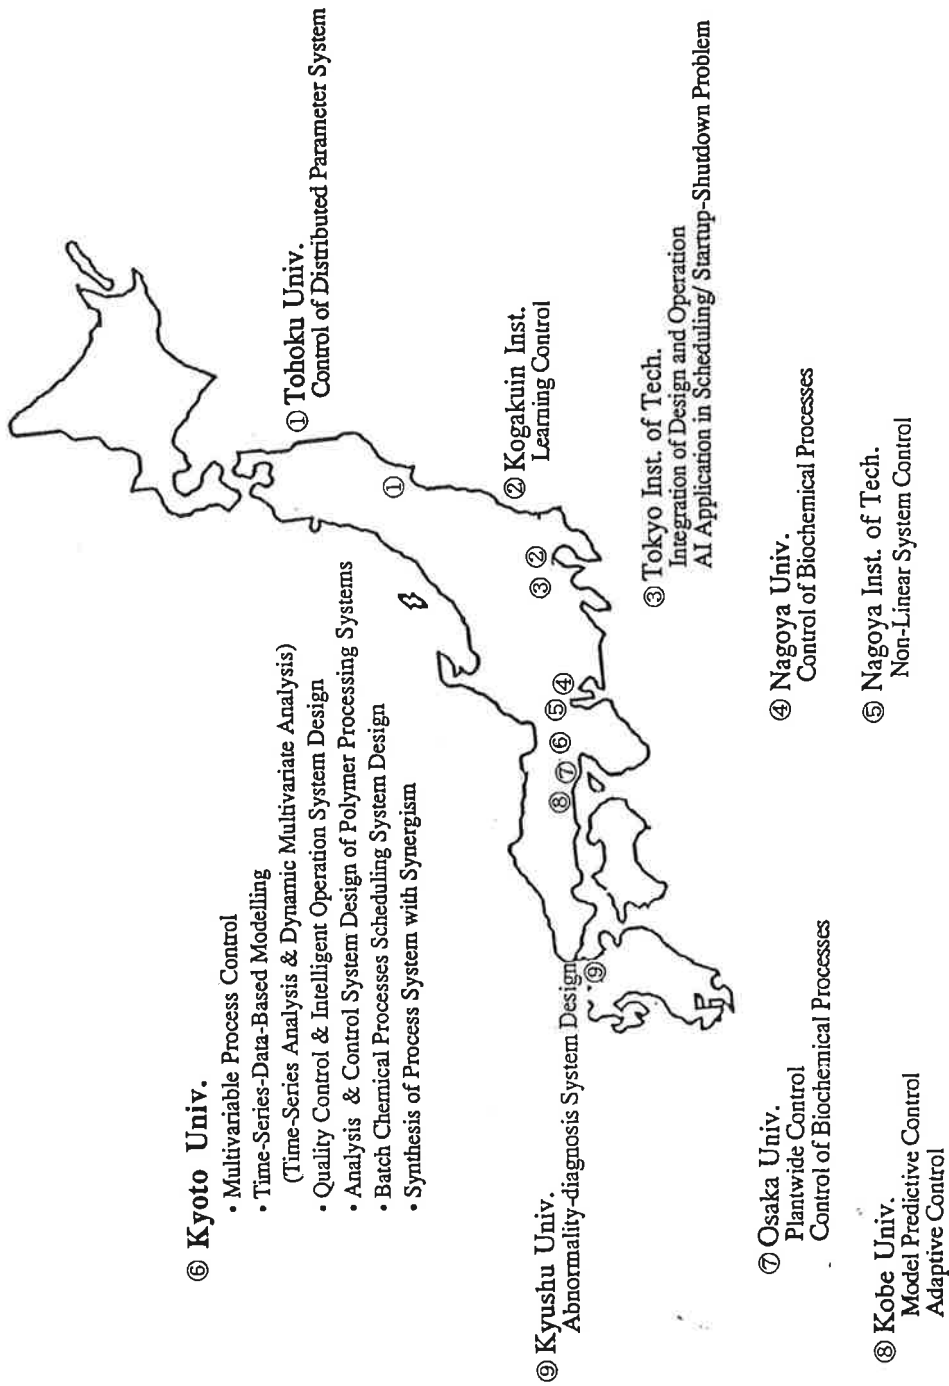 ⑥ Kyoto Univ.
• Multivariable Process Control
• Time-Series-Data-Based Modelling
(Time-Series Analysis & Dynamic Multivariate Analysis)
• Quality Control & Intelligent Operation System Design
• Analysis & Control System Design of Polymer Processing Systems
• Batch Chemical Processes Scheduling System Design
• Synthesis of Process System with Synergism
① Tohoku Univ.
Control of Distributed Parameter System
② Kogakuin Inst.
Learning Control
③ Tokyo Inst. of Tech.
Integration of Design and Operation
AI Application in Scheduling/ Startup-Shutdown Problem
④ Nagoya Univ.
Control of Biochemical Processes
⑤ Nagoya Inst. of Tech.
Non-Linear System Control
⑨ Kyushu Univ.
Abnormality-diagnosis System Design
⑦ Osaka Univ.
Plantwide Control
Control of Biochemical Processes
⑧ Kobe Univ.
Model Predictive Control
Adaptive Control
①
②
③
④
⑤
⑥
⑦
⑧
⑨